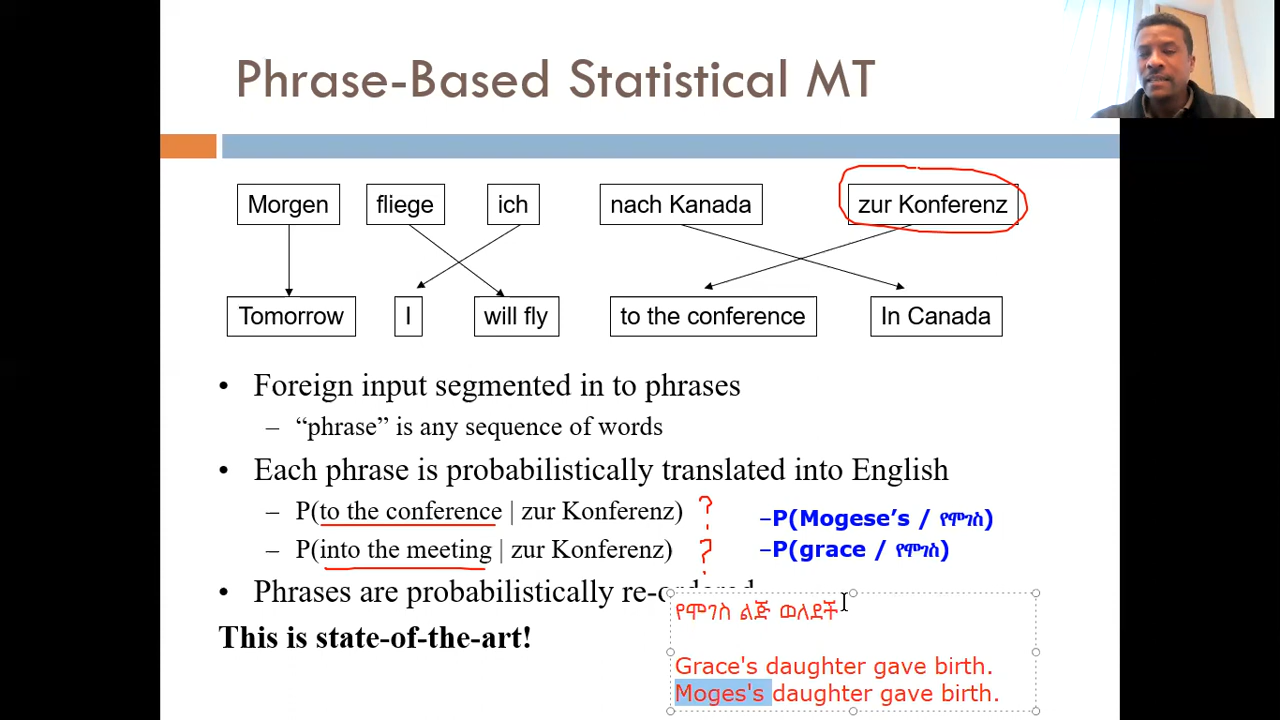 Phrase-Based Statistical MT
Morgen fliege ich nach Kanada zur Konferenz
Tomorrow I will fly to the conference In Canada
• Foreign input segmented in to phrases
– “phrase” is any sequence of words
• Each phrase is probabilistically translated into English
– P(to the conference | zur Konferenz) ?
– P(into the meeting | zur Konferenz) ?
–P(Mogese’s / የሞገስ)
–P(grace / የሞገስ)
• Phrases are probabilistically re-ordered
This is state-of-the-art!
የሞገስ ልጅ ወለደች
Grace's daughter gave birth.
Moges's daughter gave birth.